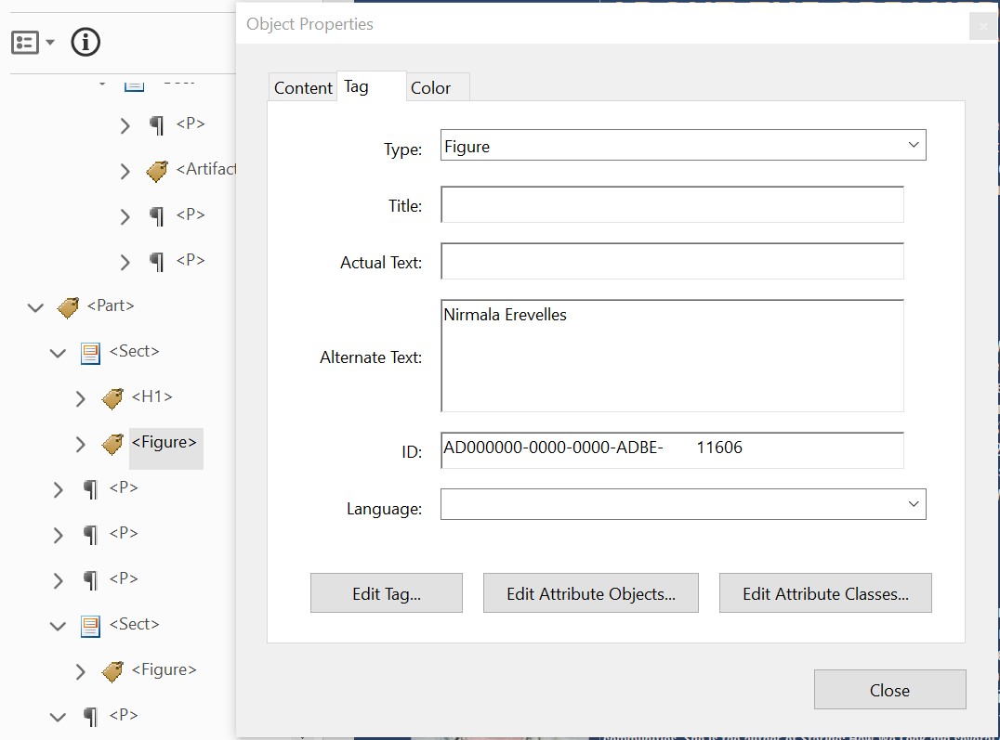 Object Properties
Content Tag Color
Type: Figure
Title:
Actual Text:
Alternate Text: Nirmala Erevelles
ID: AD000000-0000-0000-ADBE- 11606
Language:
Edit Tag... Edit Attribute Objects... Edit Attribute Classes...
Close
<P>
<Artifact
<P>
<P>
<Part>
<Sect>
<H1>
<Figure>
<P>
<P>
<P>
<Sect>
<Figure>
<P>